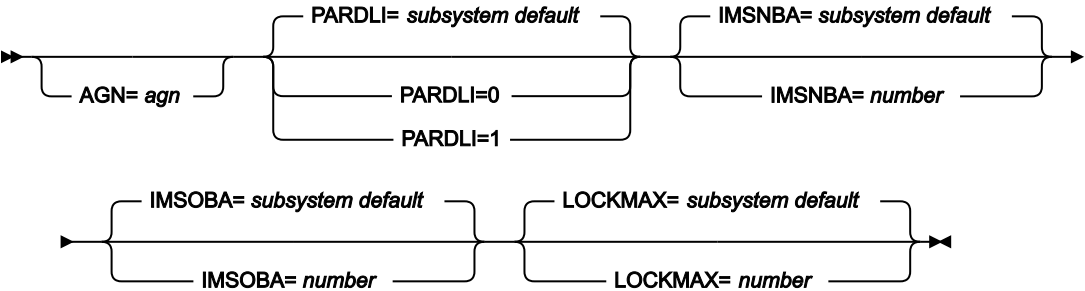 PARDLI= subsystem default
IMSNBA= subsystem default
AGN= agn
PARDLI=0
IMSNBA= number
PARDLI=1
IMSOBA= subsystem default
LOCKMAX= subsystem default
IMSOBA= number
LOCKMAX= number